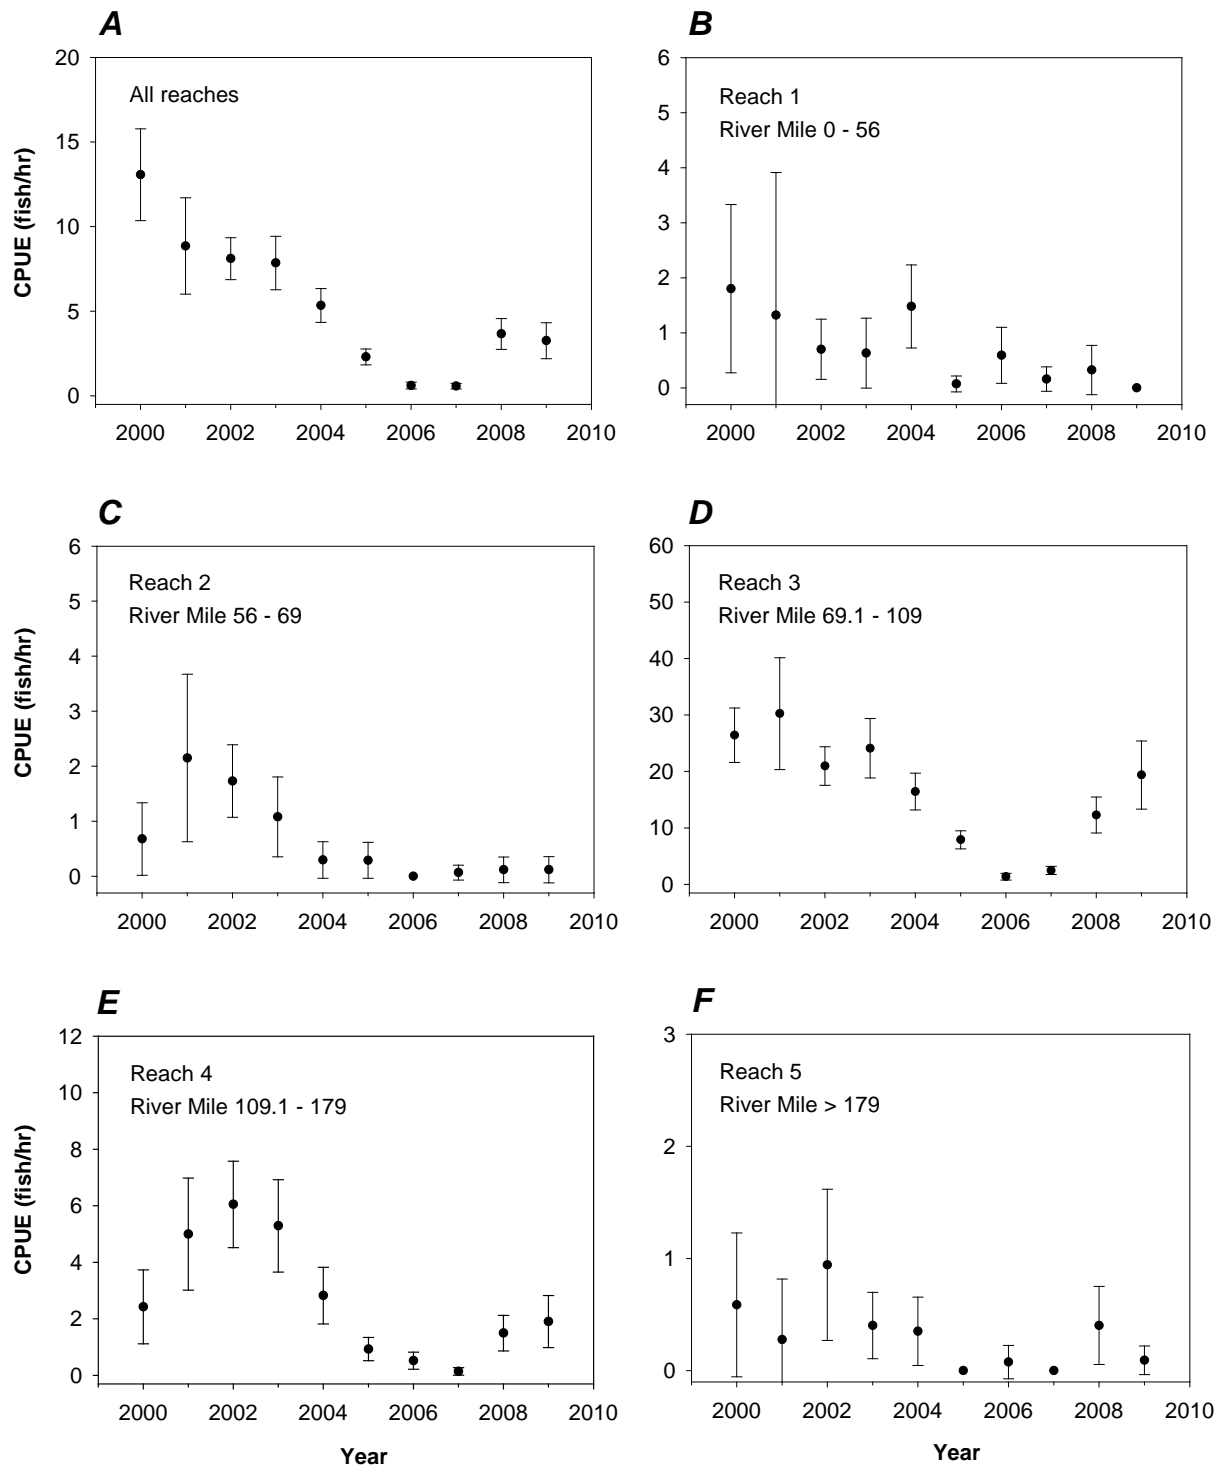 A
20
15
10
5
0
CPUE (fish/hr)
All reaches
2000 2002 2004 2006 2008 2010
B
6
5
4
3
2
1
0
Reach 1
River Mile 0 - 56
2000 2002 2004 2006 2008 2010
C
6
5
4
3
2
1
0
CPUE (fish/hr)
Reach 2
River Mile 56 - 69
2000 2002 2004 2006 2008 2010
D
60
50
40
30
20
10
0
Reach 3
River Mile 69.1 - 109
2000 2002 2004 2006 2008 2010
E
12
10
8
6
4
2
0
CPUE (fish/hr)
Reach 4
River Mile 109.1 - 179
2000 2002 2004 2006 2008 2010
Year
F
3
2
1
0
Reach 5
River Mile > 179
2000 2002 2004 2006 2008 2010
Year